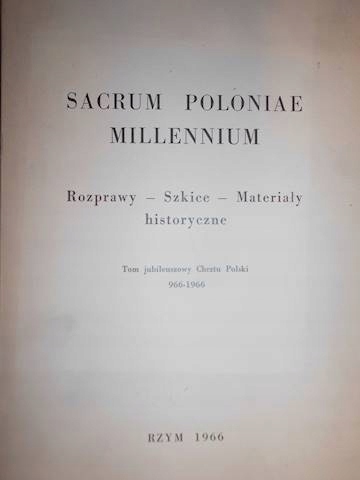 SACRUM POLONIAE
MILLENNIUM
Rozprawy – Szkice – Materiały
historyczne
Tom jubileuszowy Chrztu Polski
966-1966
RZYM 1966